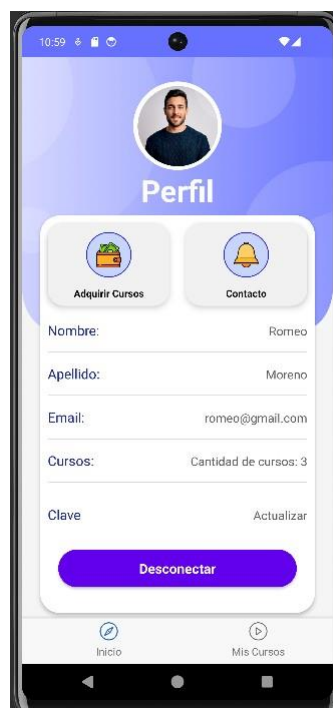 10:59
Perfil
Adquirir Cursos
Contacto
Nombre: Romeo
Apellido: Moreno
Email: romeo@gmail.com
Cursos: Cantidad de cursos: 3
Clave Actualizar
Desconectar
Inicio
Mis Cursos